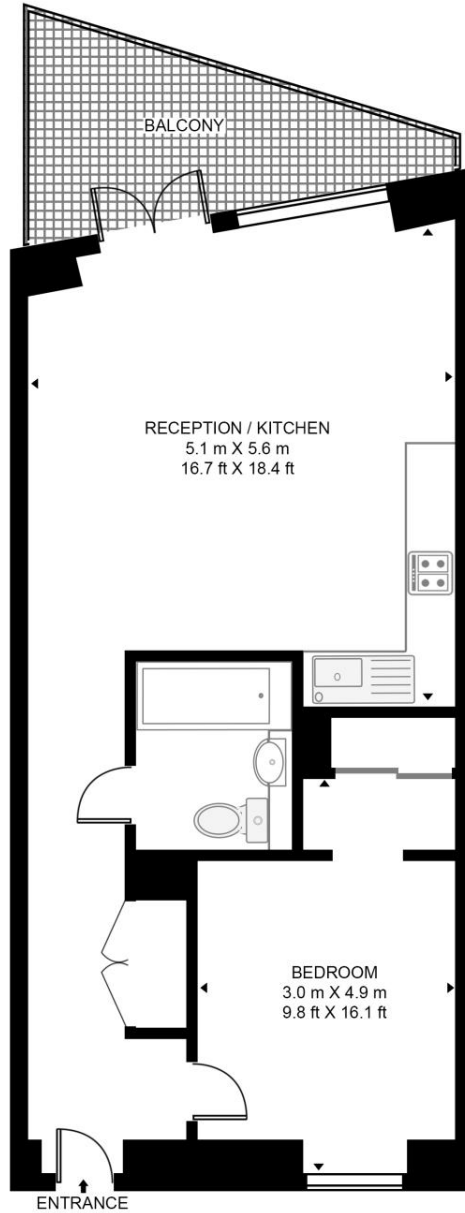 BALCONY
RECEPTION / KITCHEN
5.1 m X 5.6 m
16.7 ft X 18.4 ft
BEDROOM
3.0 m X 4.9 m
9.8 ft X 16.1 ft
ENTRANCE